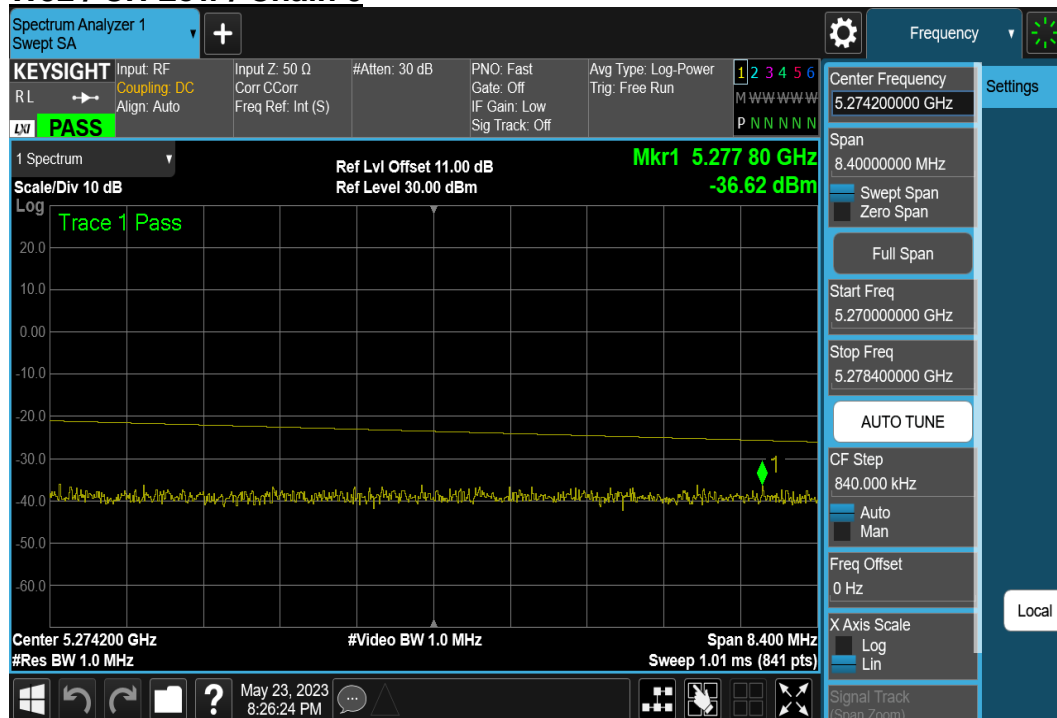 Spectrum Analyzer 1
Swept SA
Frequency
KEYSIGHT
RL
LXI
PASS
Input: RF
Coupling: DC
Align: Auto
Input Z: 50 Ω
Corr CCorr
Freq Ref: Int (S)
#Atten: 30 dB
PNO: Fast
Gate: Off
IF Gain: Low
Sig Track: Off
Avg Type: Log-Power
Trig: Free Run
1 2 3 4 5 6
M W W W W W
P N N N N N
1 Spectrum
Scale/Div 10 dB
Ref Lvl Offset 11.00 dB
Ref Level 30.00 dBm
Mkr1 5.277 80 GHz
-36.62 dBm
Log
Trace 1 Pass
20.0
10.0
0.00
-10.0
-20.0
-30.0
-40.0
-50.0
-60.0
1
Center 5.274200 GHz
#Res BW 1.0 MHz
#Video BW 1.0 MHz
Span 8.400 MHz
Sweep 1.01 ms (841 pts)
May 23, 2023
8:26:24 PM
?
Center Frequency
5.274200000 GHz
Span
8.40000000 MHz
Swept Span
Zero Span
Full Span
Start Freq
5.270000000 GHz
Stop Freq
5.278400000 GHz
AUTO TUNE
CF Step
840.000 kHz
Auto
Man
Freq Offset
0 Hz
X Axis Scale
Log
Lin
Signal Track
(Span Zoom)
Settings
Local